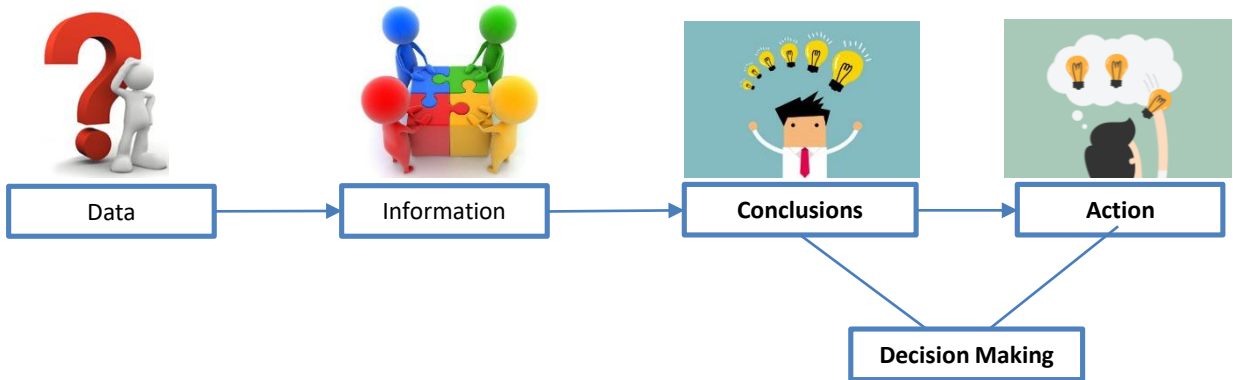 Data
Information
Conclusions
Action
Decision Making